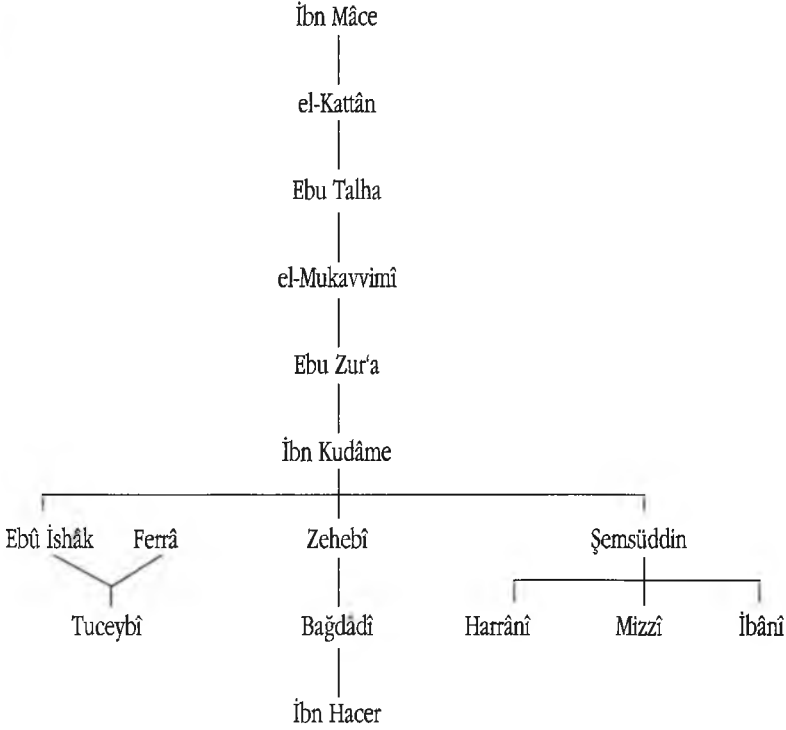 İbn Mâce
el-Kattân
Ebu Talha
el-Mukavvimî
Ebu Zur‘a
İbn Kudâme
Ebû İshâk Ferrâ Zehebî Şemsüddin
Tuceybî Bağdâdî Harrânî Mizzî İbânî
İbn Hacer